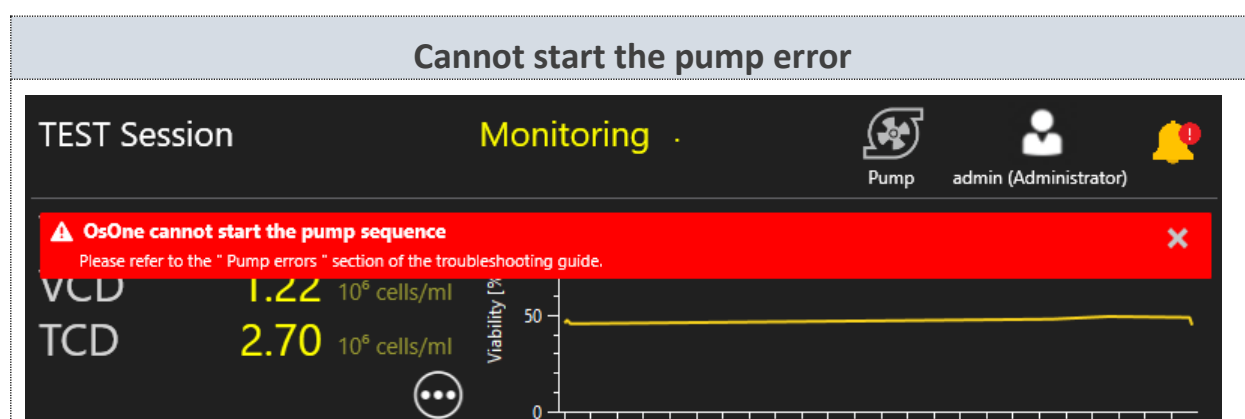 Cannot start the pump error
TEST Session
Monitoring .
Pump
admin (Administrator)
OsOne cannot start the pump sequence
Please refer to the " Pump errors " section of the troubleshooting guide.
VCD 1.22 10⁶ cells/ml
TCD 2.70 10⁶ cells/ml
Viability [%
50
0